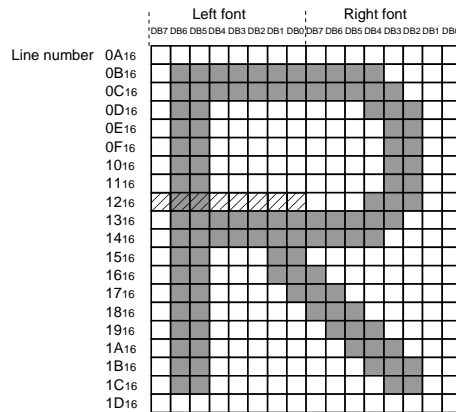 Left font Right font
DB7 DB6 DB5 DB4 DB3 DB2 DB1 DB0 DB7 DB6 DB5 DB4 DB3 DB2 DB1 DB0
Line number 0A16
0B16
0C16
0D16
0E16
0F16
1016
1116
1216
1316
1416
1516
1616
1716
1816
1916
1A16
1B16
1C16
1D16